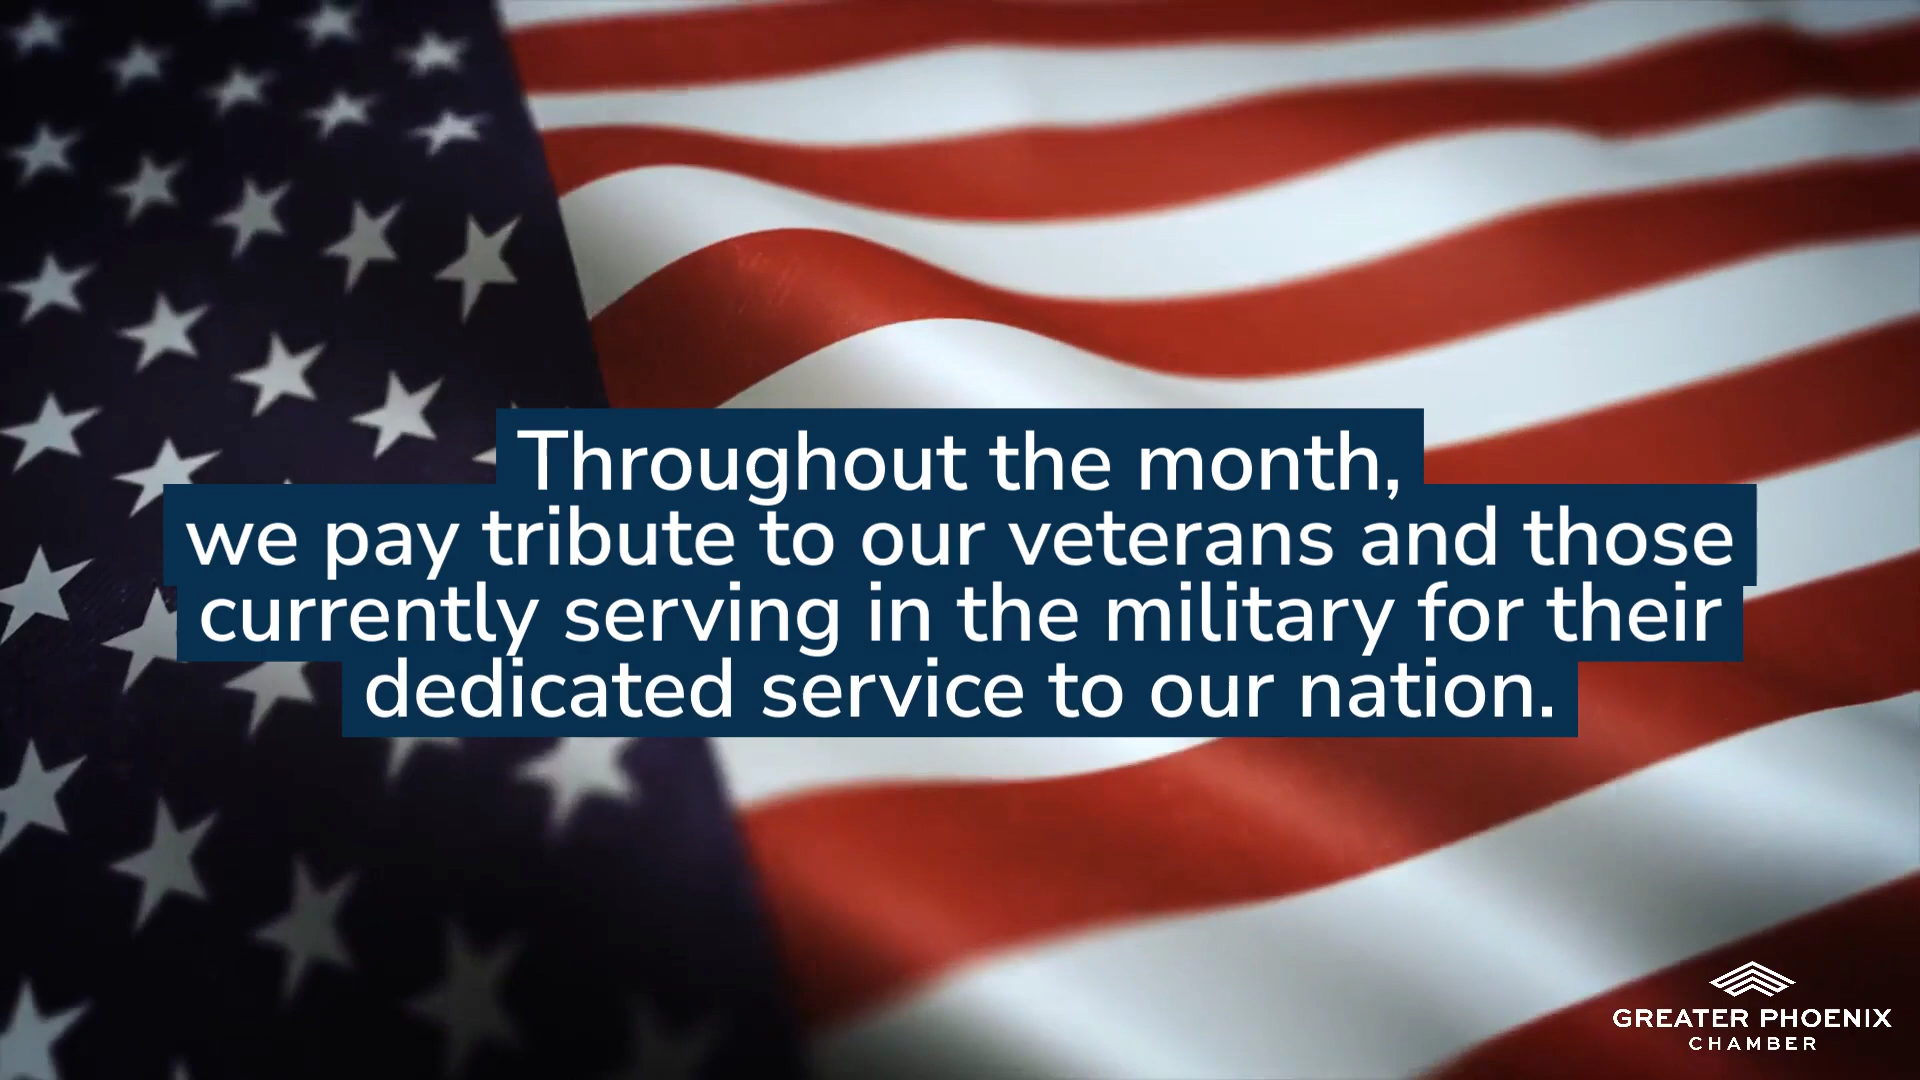 Throughout the month,
we pay tribute to our veterans and those
currently serving in the military for their
dedicated service to our nation.
GREATER PHOENIX
CHAMBER